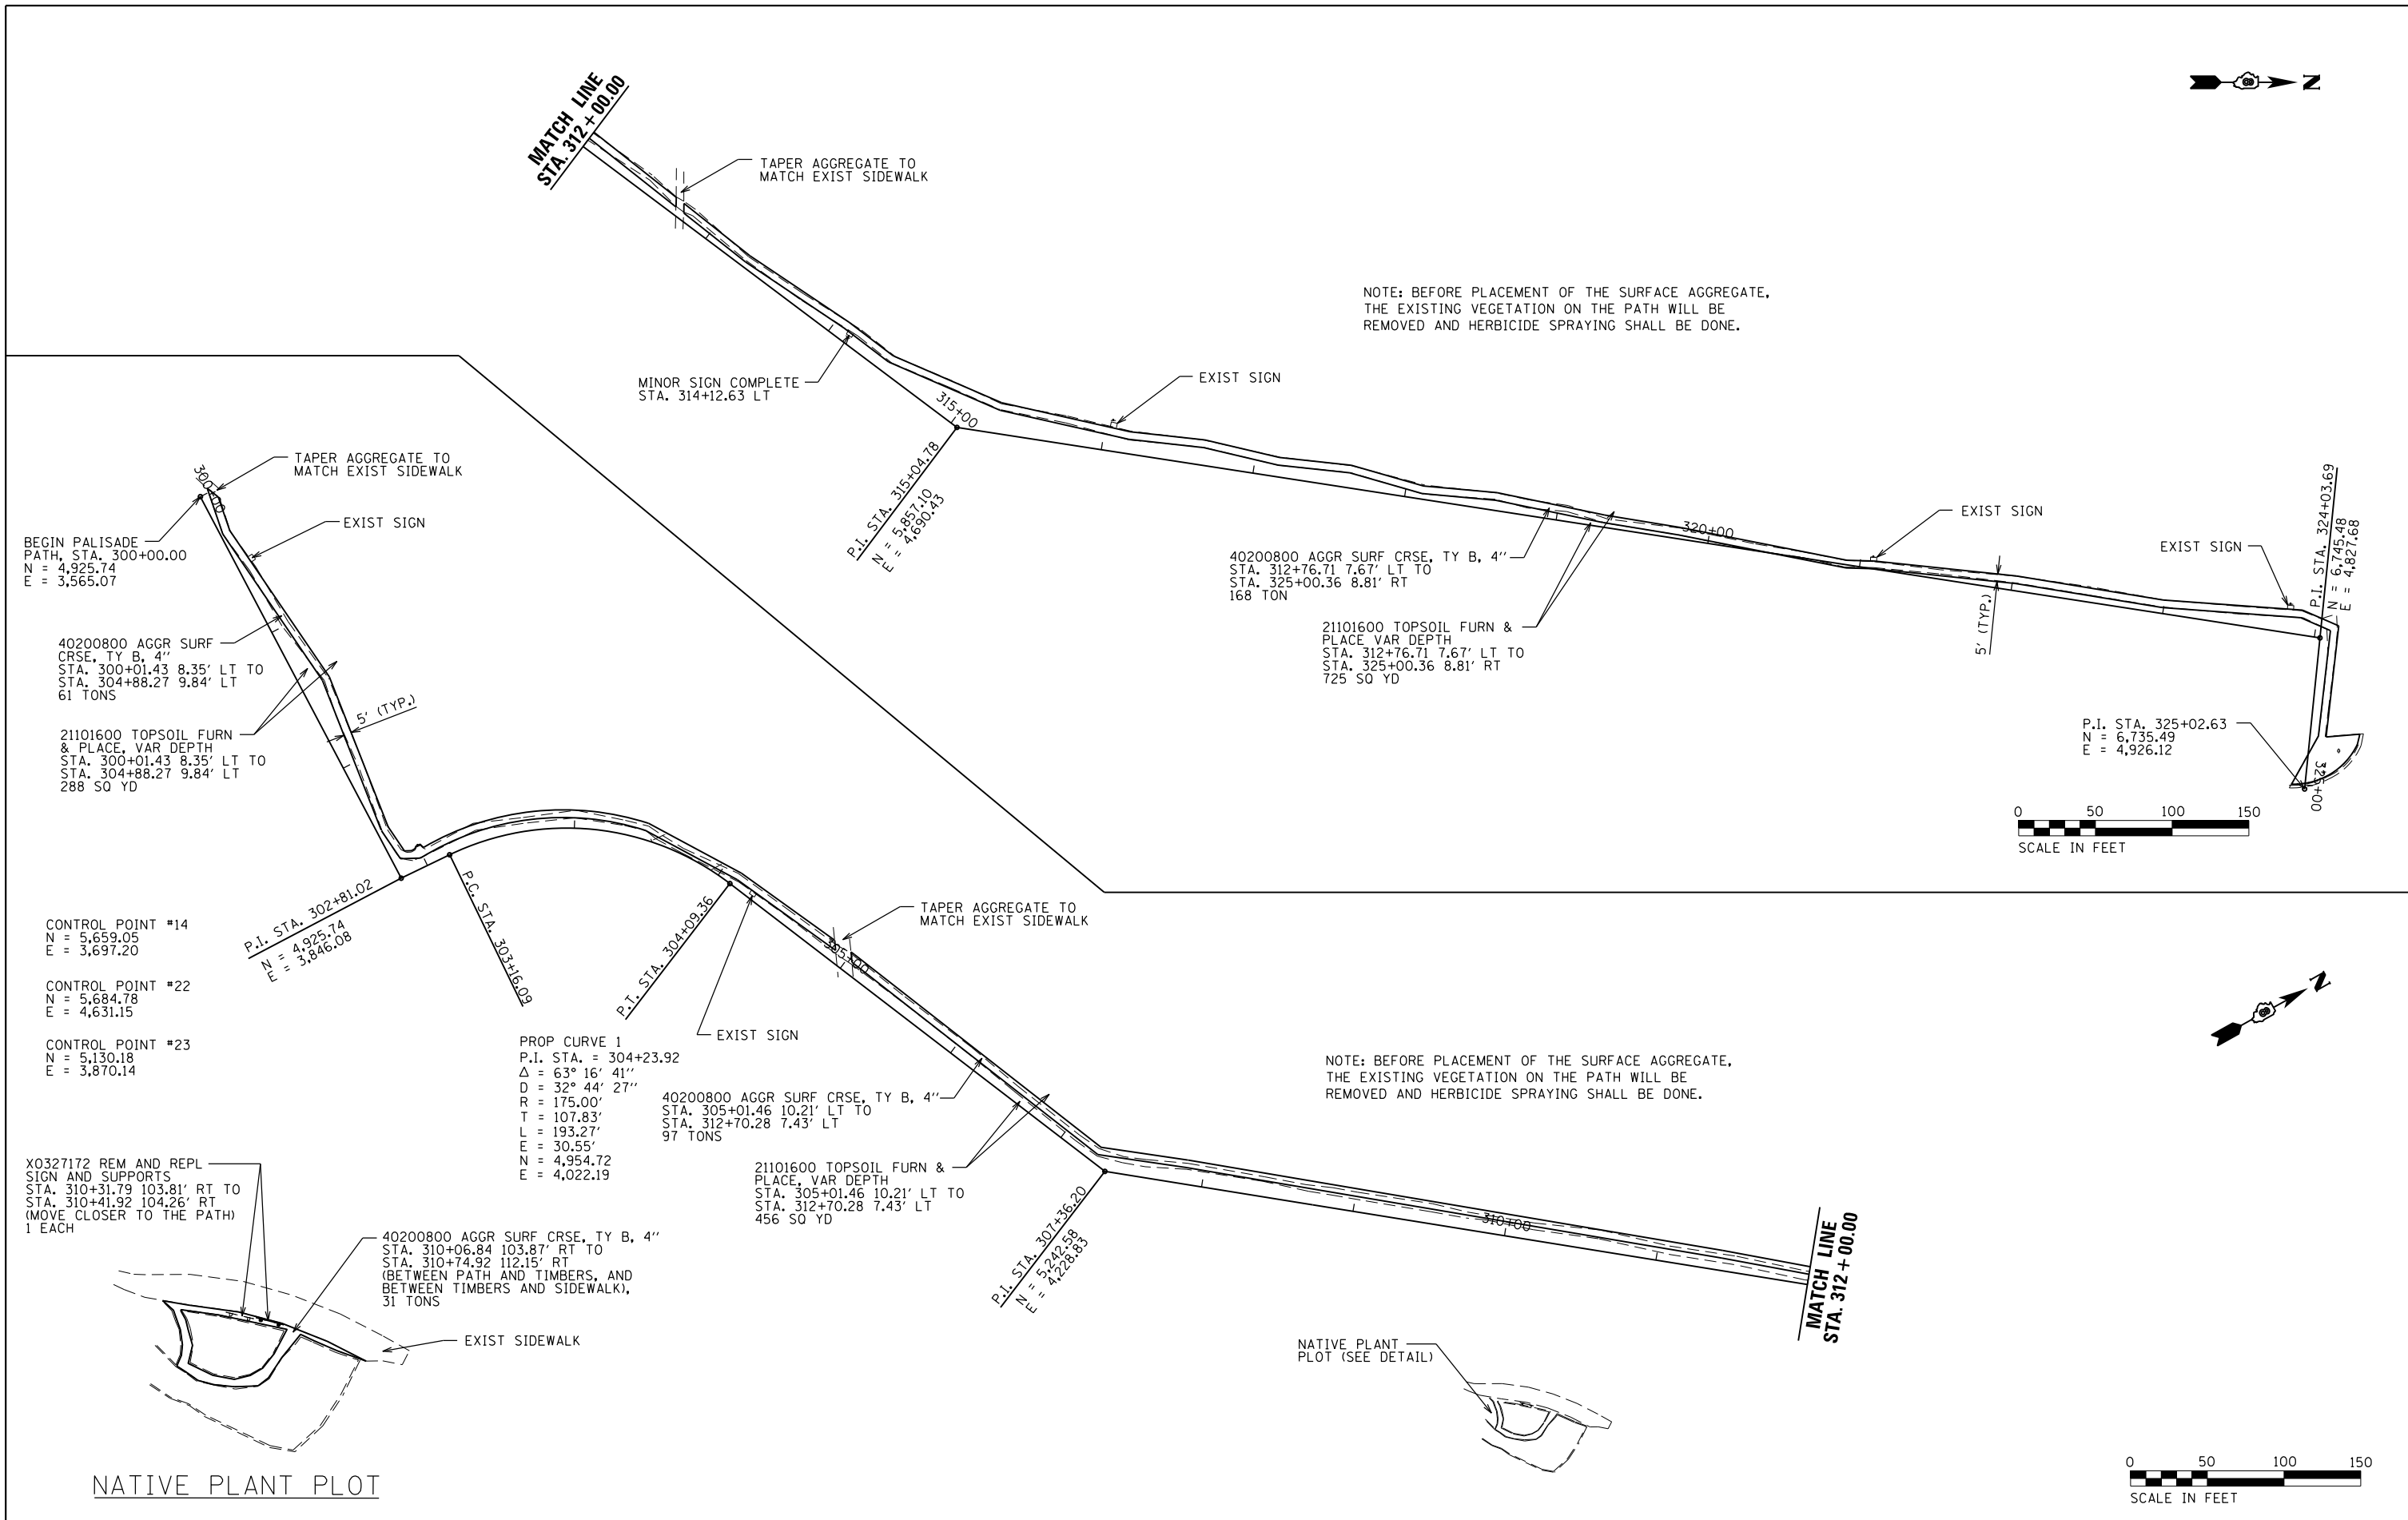 N
MATCH LINE
STA. 312+00.00
TAPER AGGREGATE TO
MATCH EXIST SIDEWALK
NOTE: BEFORE PLACEMENT OF THE SURFACE AGGREGATE,
THE EXISTING VEGETATION ON THE PATH WILL BE
REMOVED AND HERBICIDE SPRAYING SHALL BE DONE.
MINOR SIGN COMPLETE
STA. 314+12.63 LT
EXIST SIGN
315+00
P.I. STA. 315+04.78
N = 5,857.10
E = 4,690.43
40200800 AGGR SURF CRSE, TY B, 4''
STA. 312+76.71 7.67' LT TO
STA. 325+00.36 8.81' RT
168 TON
21101600 TOPSOIL FURN &
PLACE VAR DEPTH
STA. 312+76.71 7.67' LT TO
STA. 325+00.36 8.81' RT
725 SQ YD
320+00
EXIST SIGN
5' (TYP.)
EXIST SIGN
P.I. STA. 324+03.69
N = 6,745.48
E = 4,827.68
P.I. STA. 325+02.63
N = 6,735.49
E = 4,926.12
325+00
0 50 100 150
SCALE IN FEET
300+00
TAPER AGGREGATE TO
MATCH EXIST SIDEWALK
EXIST SIGN
BEGIN PALISADE
PATH, STA. 300+00.00
N = 4,925.74
E = 3,565.07
40200800 AGGR SURF
CRSE, TY B, 4''
STA. 300+01.43 8.35' LT TO
STA. 304+88.27 9.84' LT
61 TONS
21101600 TOPSOIL FURN
& PLACE, VAR DEPTH
STA. 300+01.43 8.35' LT TO
STA. 304+88.27 9.84' LT
288 SQ YD
5' (TYP.)
P.I. STA. 302+81.02
N = 4,925.74
E = 3,846.08
P.C. STA. 303+16.09
P.T. STA. 304+09.36
TAPER AGGREGATE TO
MATCH EXIST SIDEWALK
305+00
EXIST SIGN
CONTROL POINT #14
N = 5,659.05
E = 3,697.20
CONTROL POINT #22
N = 5,684.78
E = 4,631.15
CONTROL POINT #23
N = 5,130.18
E = 3,870.14
PROP CURVE 1
P.I. STA. = 304+23.92
Δ = 63° 16' 41''
D = 32° 44' 27''
R = 175.00'
T = 107.83'
L = 193.27'
E = 30.55'
N = 4,954.72
E = 4,022.19
40200800 AGGR SURF CRSE, TY B, 4''
STA. 305+01.46 10.21' LT TO
STA. 312+70.28 7.43' LT
97 TONS
21101600 TOPSOIL FURN &
PLACE, VAR DEPTH
STA. 305+01.46 10.21' LT TO
STA. 312+70.28 7.43' LT
456 SQ YD
P.I. STA. 307+36.20
N = 5,242.58
E = 4,228.83
310+00
MATCH LINE
STA. 312+00.00
N
NOTE: BEFORE PLACEMENT OF THE SURFACE AGGREGATE,
THE EXISTING VEGETATION ON THE PATH WILL BE
REMOVED AND HERBICIDE SPRAYING SHALL BE DONE.
X0327172 REM AND REPL
SIGN AND SUPPORTS
STA. 310+31.79 103.81' RT TO
STA. 310+41.92 104.26' RT
(MOVE CLOSER TO THE PATH)
1 EACH
40200800 AGGR SURF CRSE, TY B, 4''
STA. 310+06.84 103.87' RT TO
STA. 310+74.92 112.15' RT
(BETWEEN PATH AND TIMBERS, AND
BETWEEN TIMBERS AND SIDEWALK),
31 TONS
EXIST SIDEWALK
NATIVE PLANT PLOT
NATIVE PLANT
PLOT (SEE DETAIL)
0 50 100 150
SCALE IN FEET